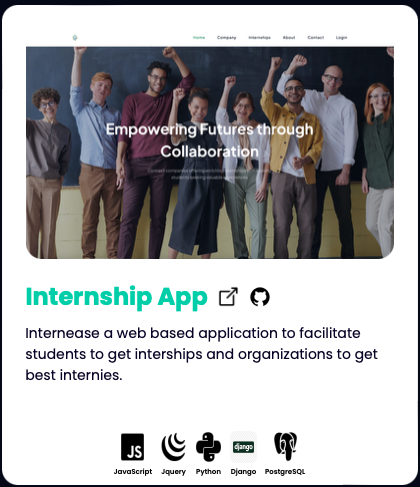 Home Company Internships About Contact Login
Empowering Futures through
Collaboration
Internship App
Internease a web based application to facilitate
students to get interships and organizations to get
best internies.
JS
django
JavaScript Jquery Python Django PostgreSQL